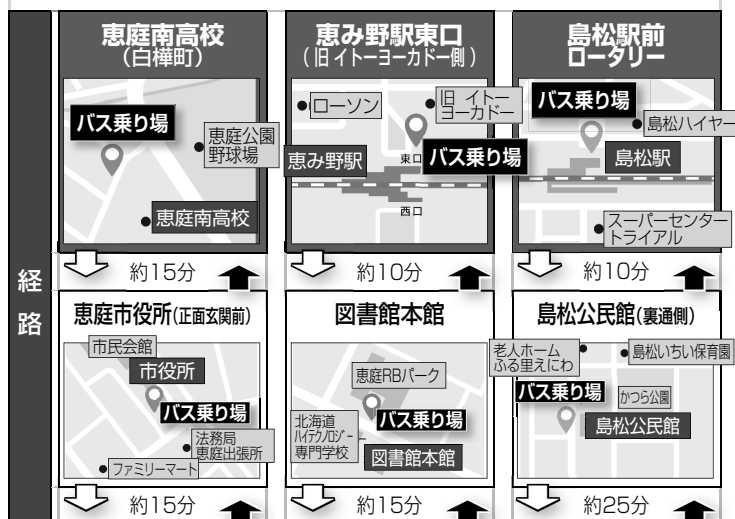 経路
恵庭南高校
(白樺町)
バス乗り場
恵庭公園
野球場
恵庭南高校
約15分
恵庭市役所(正面玄関前)
市民会館
市役所
バス乗り場
法務局
恵庭出張所
ファミリーマート
約15分
恵み野駅東口
(旧イトーヨーカドー側)
ローソン
旧 イトー
ヨーカドー
恵み野駅
東口
バス乗り場
西口
約10分
図書館本館
恵庭RBパーク
バス乗り場
北海道
ハイテクノロジー
専門学校
図書館本館
約15分
島松駅前
ロータリー
バス乗り場
島松ハイヤー
島松駅
スーパーセンター
トライアル
約10分
島松公民館(裏通側)
老人ホーム
ふる里えにわ
島松いちい保育園
バス乗り場
かつら公園
島松公民館
約25分